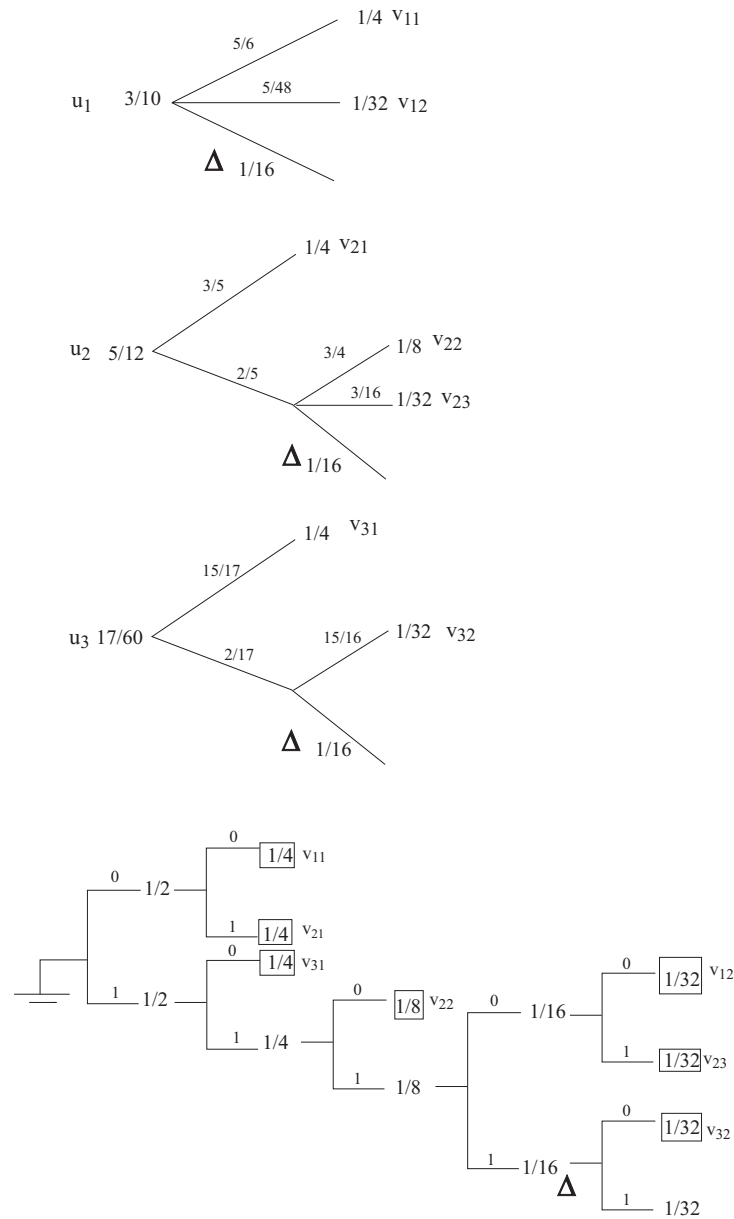 1/4 v11
5/6
u1 3/10
5/48
1/32 v12
Δ 1/16
1/4 v21
3/5
u2 5/12
3/4
1/8 v22
2/5
3/16
1/32 v23
Δ 1/16
1/4 v31
15/17
u3 17/60
15/16
1/32 v32
2/17
Δ 1/16
0
1/4 v11
0
1/2
1
1/4 v21
0
1/4 v31
0
1/32 v12
0
1/8 v22
1
1/2
0
1/16
1
1/4
1
1/32 v23
1
1/8
0
1/32 v32
1
1/16
Δ
1
1/32